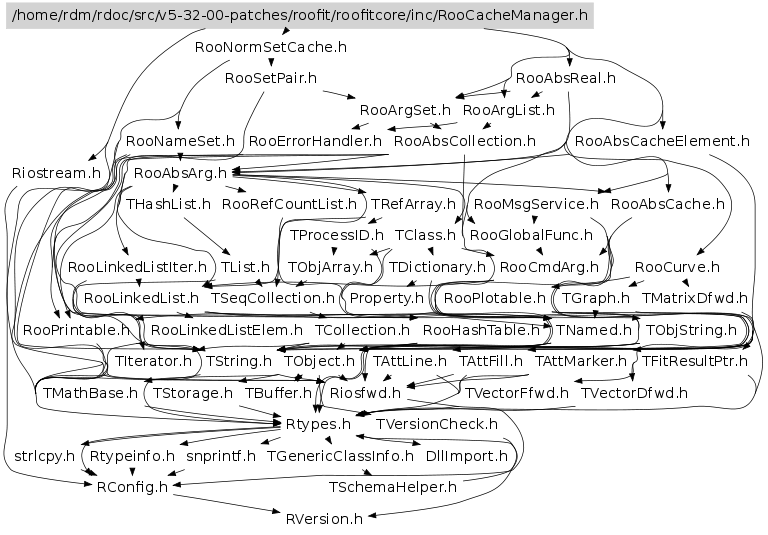 /home/rdm/rdoc/src/v5-32-00-patches/roofit/roofitcore/inc/RooCacheManager.h
RooNormSetCache.h
RooSetPair.h RooAbsReal.h
RooArgSet.h RooArgList.h
RooNameSet.h RooErrorHandler.h RooAbsCollection.h RooAbsCacheElement.h
Riostream.h RooAbsArg.h
THashList.h RooRefCountList.h TRefArray.h RooMsgService.h RooAbsCache.h
TProcessID.h TClass.h RooGlobalFunc.h
RooLinkedListIter.h TList.h TObjArray.h TDictionary.h RooCmdArg.h RooCurve.h
RooLinkedList.h TSeqCollection.h Property.h RooPlotable.h TGraph.h TMatrixDfwd.h
RooPrintable.h RooLinkedListElem.h TCollection.h RooHashTable.h TNamed.h TObjString.h
TIterator.h TString.h TObject.h TAttLine.h TAttFill.h TAttMarker.h TFitResultPtr.h
TMathBase.h TStorage.h TBuffer.h Riosfwd.h TVectorFfwd.h TVectorDfwd.h
Rtypes.h TVersionCheck.h
strlcpy.h Rtypeinfo.h snprintf.h TGenericClassInfo.h DllImport.h
RConfig.h TSchemaHelper.h
RVersion.h